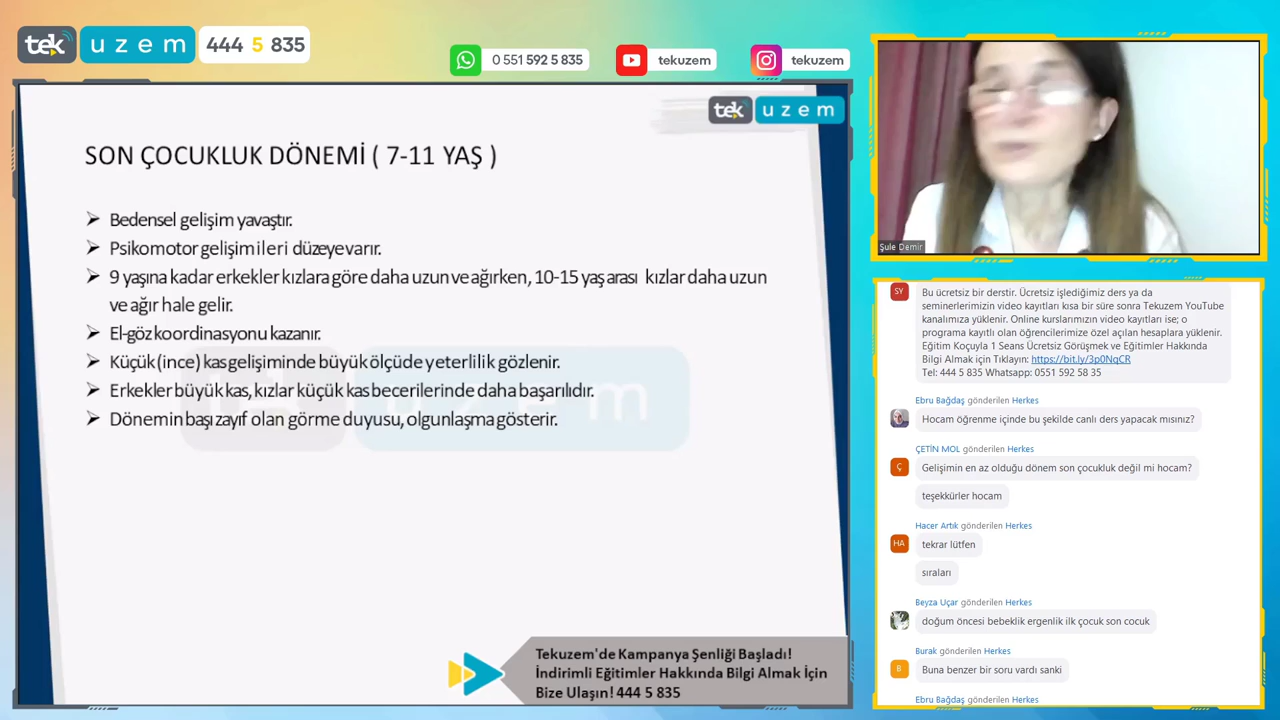 tek uzem 444 5 835
0 551 592 5 835
tekuzem
tekuzem
tek uzem
SON ÇOCUKLUK DÖNEMİ ( 7-11 YAŞ )
Bedensel gelişim yavaştır.
Psikomotor gelişim ileri düzeye varır.
9 yaşına kadar erkekler kızlara göre daha uzun ve ağırken, 10-15 yaş arası kızlar daha uzun
ve ağır hale gelir.
El-göz koordinasyonu kazanır.
Küçük (ince) kas gelişiminde büyük ölçüde yeterlilik gözlenir.
Erkekler büyük kas, kızlar küçük kas becerilerinde daha başarılıdır.
Dönemin başı zayıf olan görme duyusu, olgunlaşma gösterir.
Tekuzem'de Kampanya Şenliği Başladı!
İndirimli Eğitimler Hakkında Bilgi Almak İçin
Bize Ulaşın! 444 5 835
Şule Demir
SY
Bu ücretsiz bir derstir. Ücretsiz işlediğimiz ders ya da
seminerlerimizin video kayıtları kısa bir süre sonra Tekuzem YouTube
kanalımıza yüklenir. Online kurslarımızın video kayıtları ise; o
programa kayıtlı olan öğrencilerimize özel açılan hesaplara yüklenir.
Eğitim Koçuyla 1 Seans Ücretsiz Görüşmek ve Eğitimler Hakkında
Bilgi Almak için Tıklayın: https://bit.ly/3p0NqCR
Tel: 444 5 835 Whatsapp: 0551 592 58 35
Ebru Bağdaş gönderilen Herkes
Hocam öğrenme içinde bu şekilde canlı ders yapacak mısınız?
ÇETİN MOL gönderilen Herkes
Ç
Gelişimin en az olduğu dönem son çocukluk değil mi hocam?
teşekkürler hocam
Hacer Artık gönderilen Herkes
HA
tekrar lütfen
sıraları
Beyza Uçar gönderilen Herkes
doğum öncesi bebeklik ergenlik ilk çocuk son cocuk
Burak gönderilen Herkes
B
Buna benzer bir soru vardı sanki
Ebru Bağdaş gönderilen Herkes